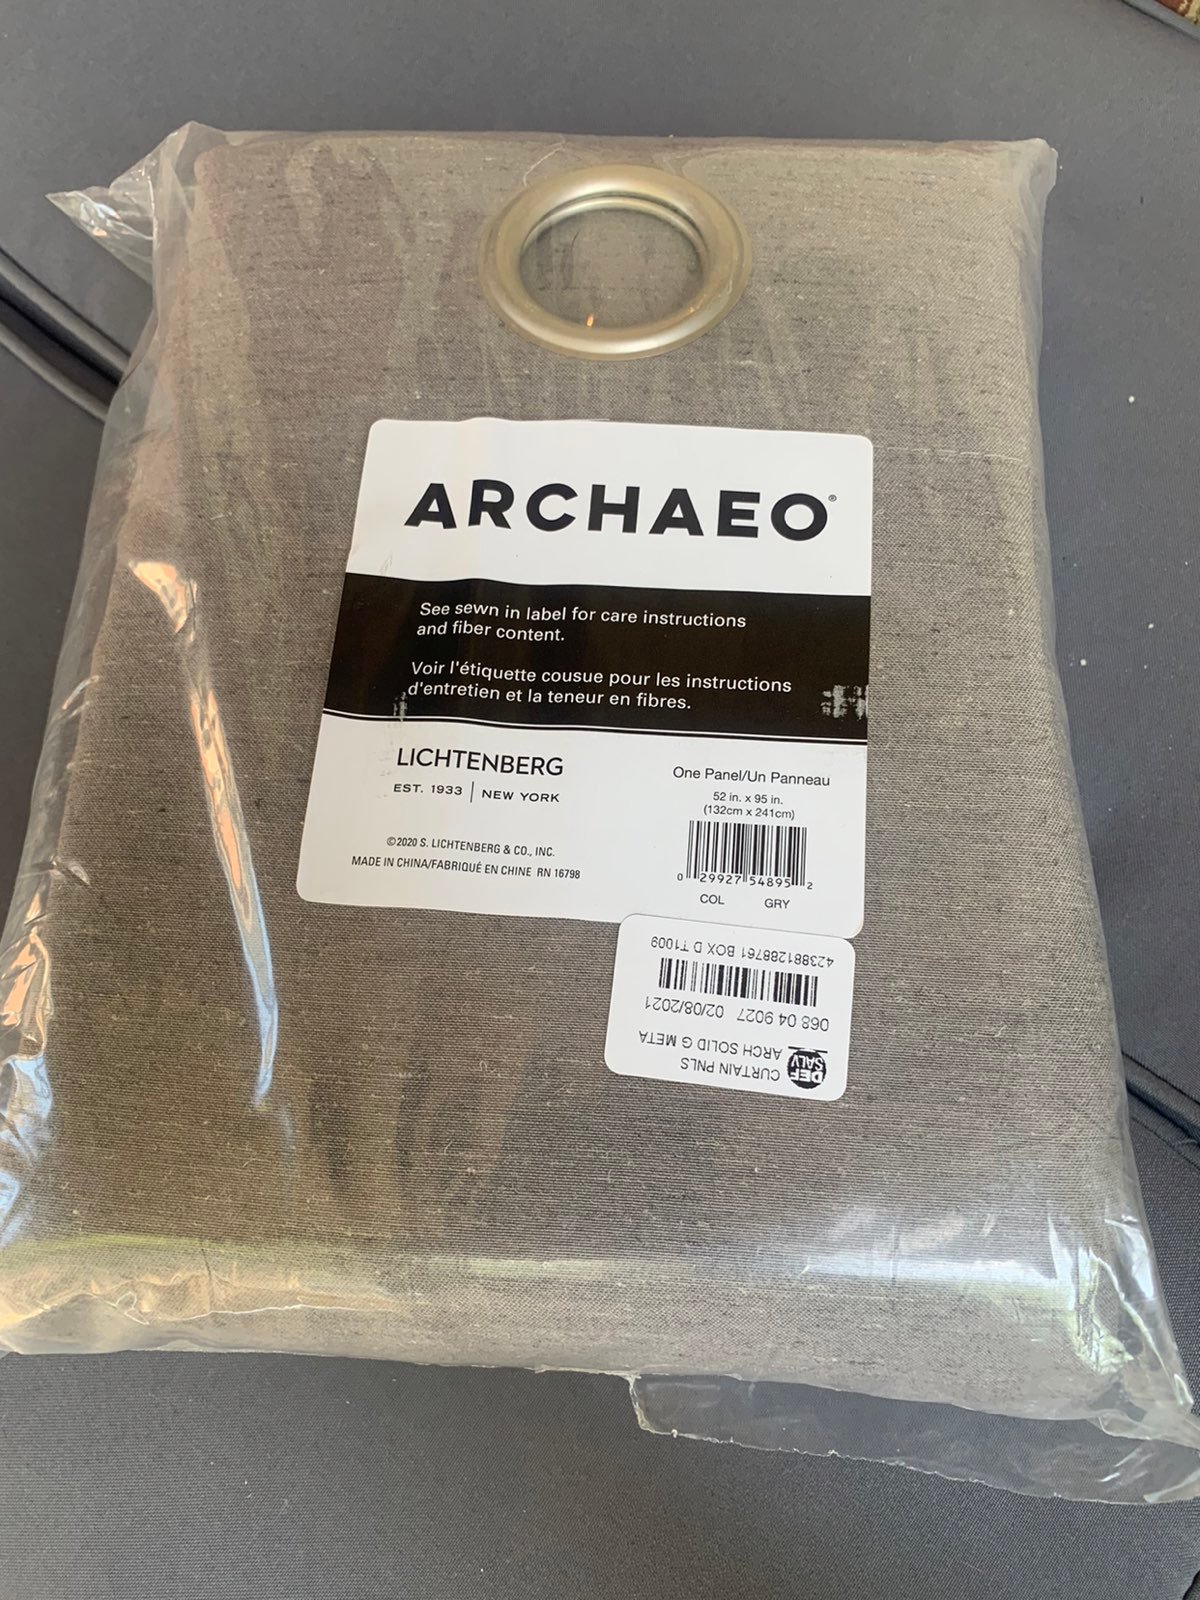 ARCHAEO®
See sewn in label for care instructions
and fiber content.
Voir l'étiquette cousue pour les instructions
d'entretien et la teneur en fibres.
LICHTENBERG
EST. 1933 | NEW YORK
©2020 S. LICHTENBERG & CO., INC.
MADE IN CHINA/FABRIQUÉ EN CHINE RN 16798
One Panel/Un Panneau
52 in. x 95 in.
(132cm x 241cm)
0 29927 54895 2
COL GRY
DEF
SALV
CURTAIN PNLS
ARCH SOLID G META
068 04 9027 02/08/2021
423881288761 BOX D T1009